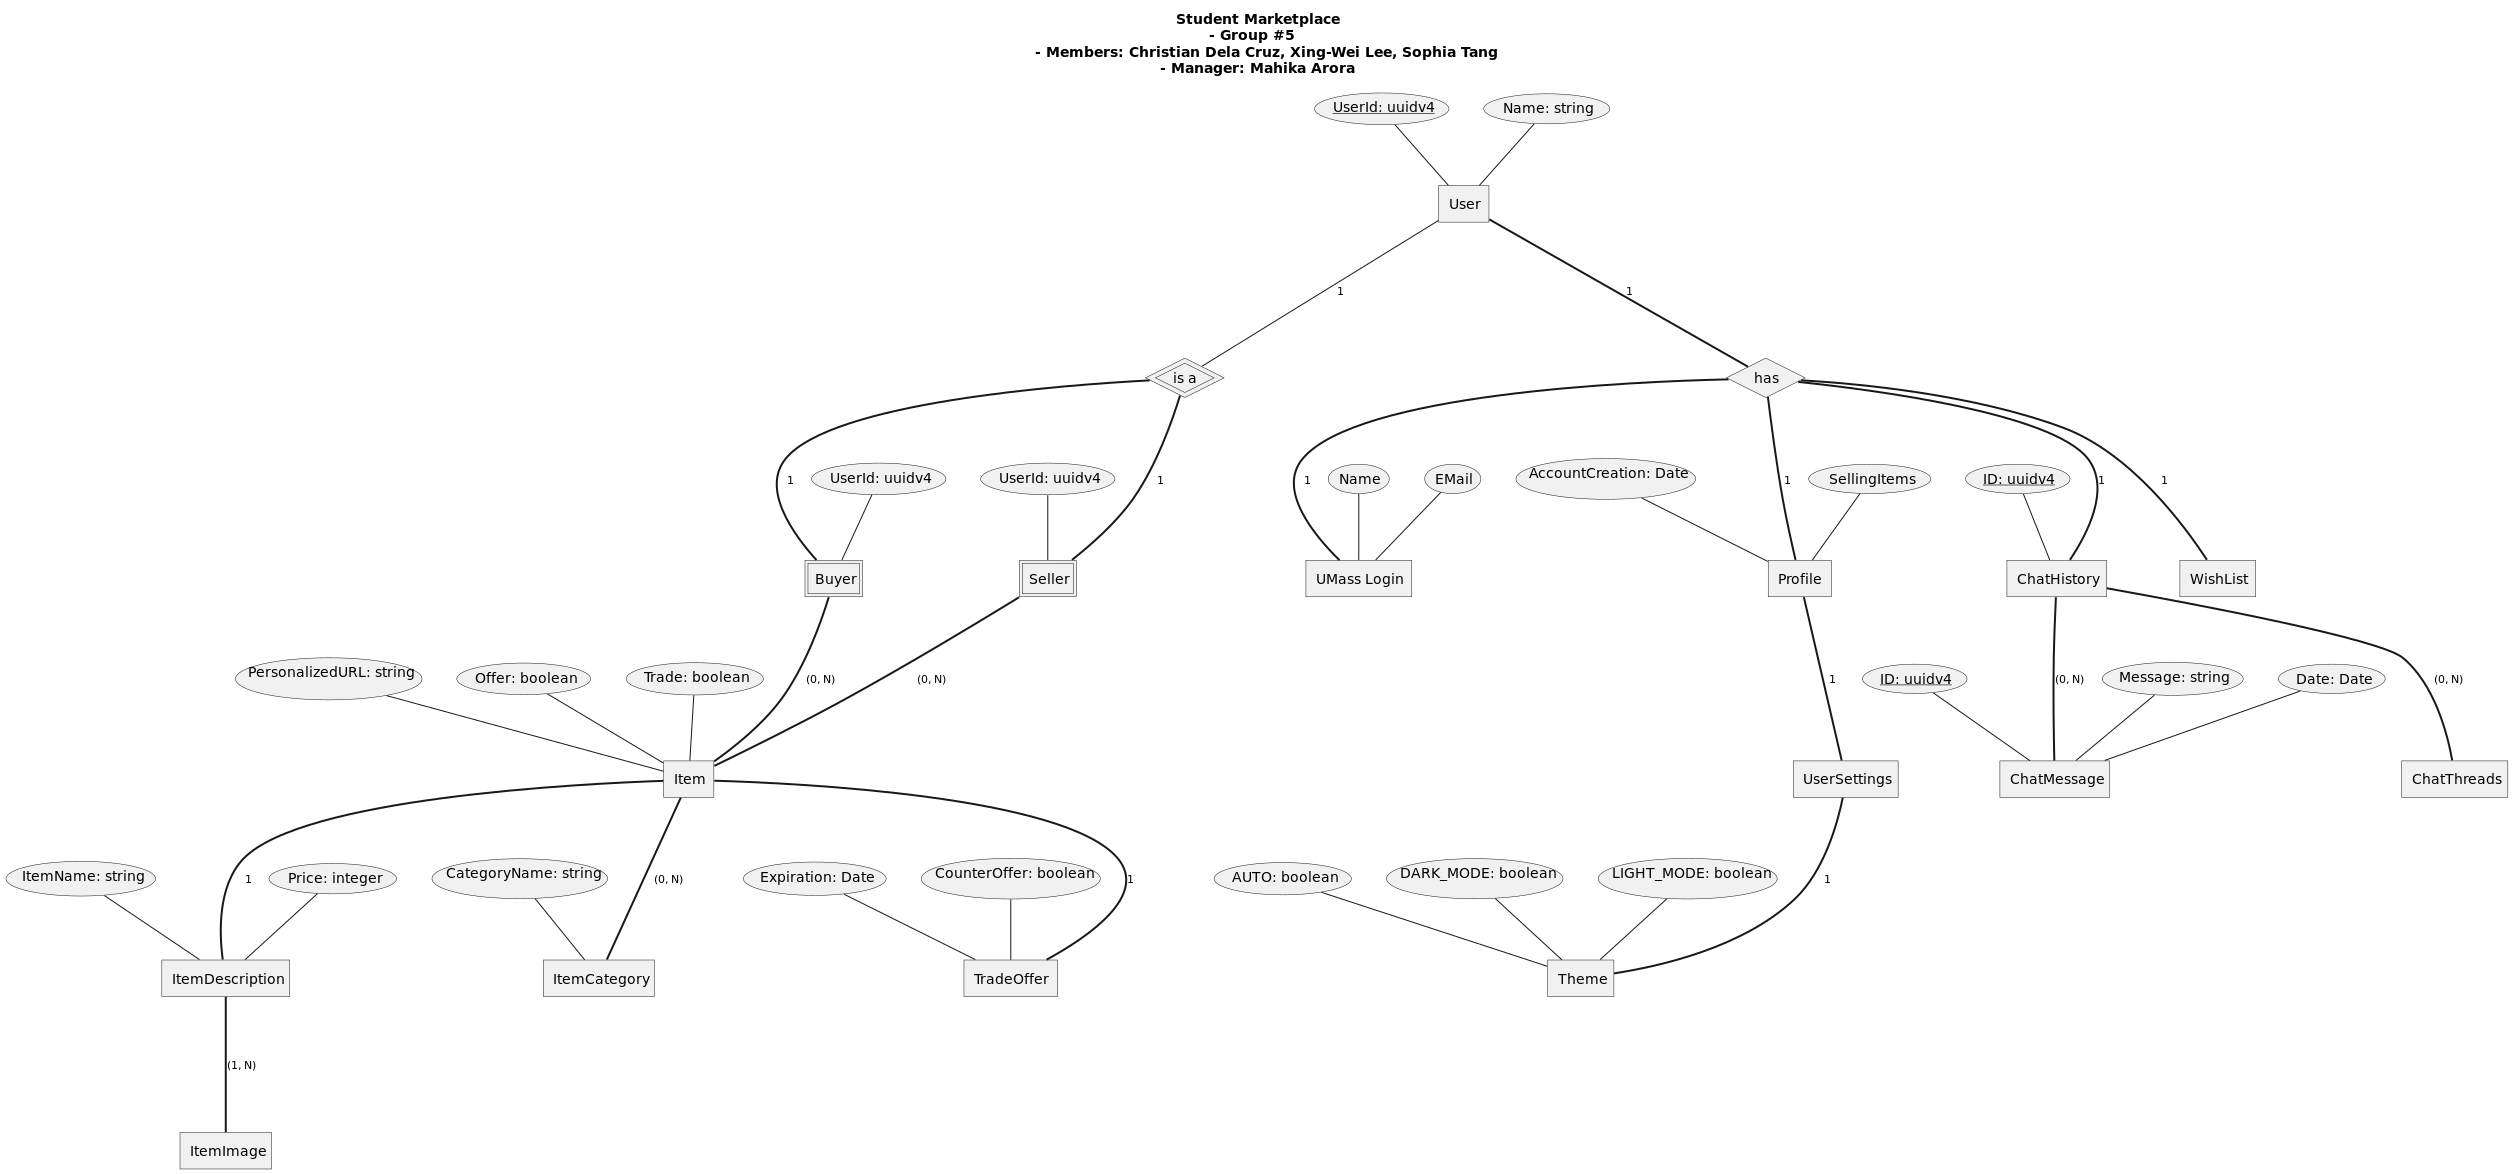 Student Marketplace
- Group #5
- Members: Christian Dela Cruz, Xing-Wei Lee, Sophia Tang
- Manager: Mahika Arora
UserId: uuidv4
Name: string
User
1
1
is a
has
1
UserId: uuidv4
UserId: uuidv4
1
1
Name
EMail
AccountCreation: Date
1
SellingItems
ID: uuidv4
1
1
Buyer
Seller
UMass Login
Profile
ChatHistory
WishList
PersonalizedURL: string
Offer: boolean
Trade: boolean
(0, N)
(0, N)
1
ID: uuidv4
(0, N)
Message: string
Date: Date
(0, N)
Item
UserSettings
ChatMessage
ChatThreads
ItemName: string
1
Price: integer
CategoryName: string
(0, N)
Expiration: Date
CounterOffer: boolean
1
AUTO: boolean
DARK_MODE: boolean
LIGHT_MODE: boolean
1
ItemDescription
ItemCategory
TradeOffer
Theme
(1, N)
ItemImage